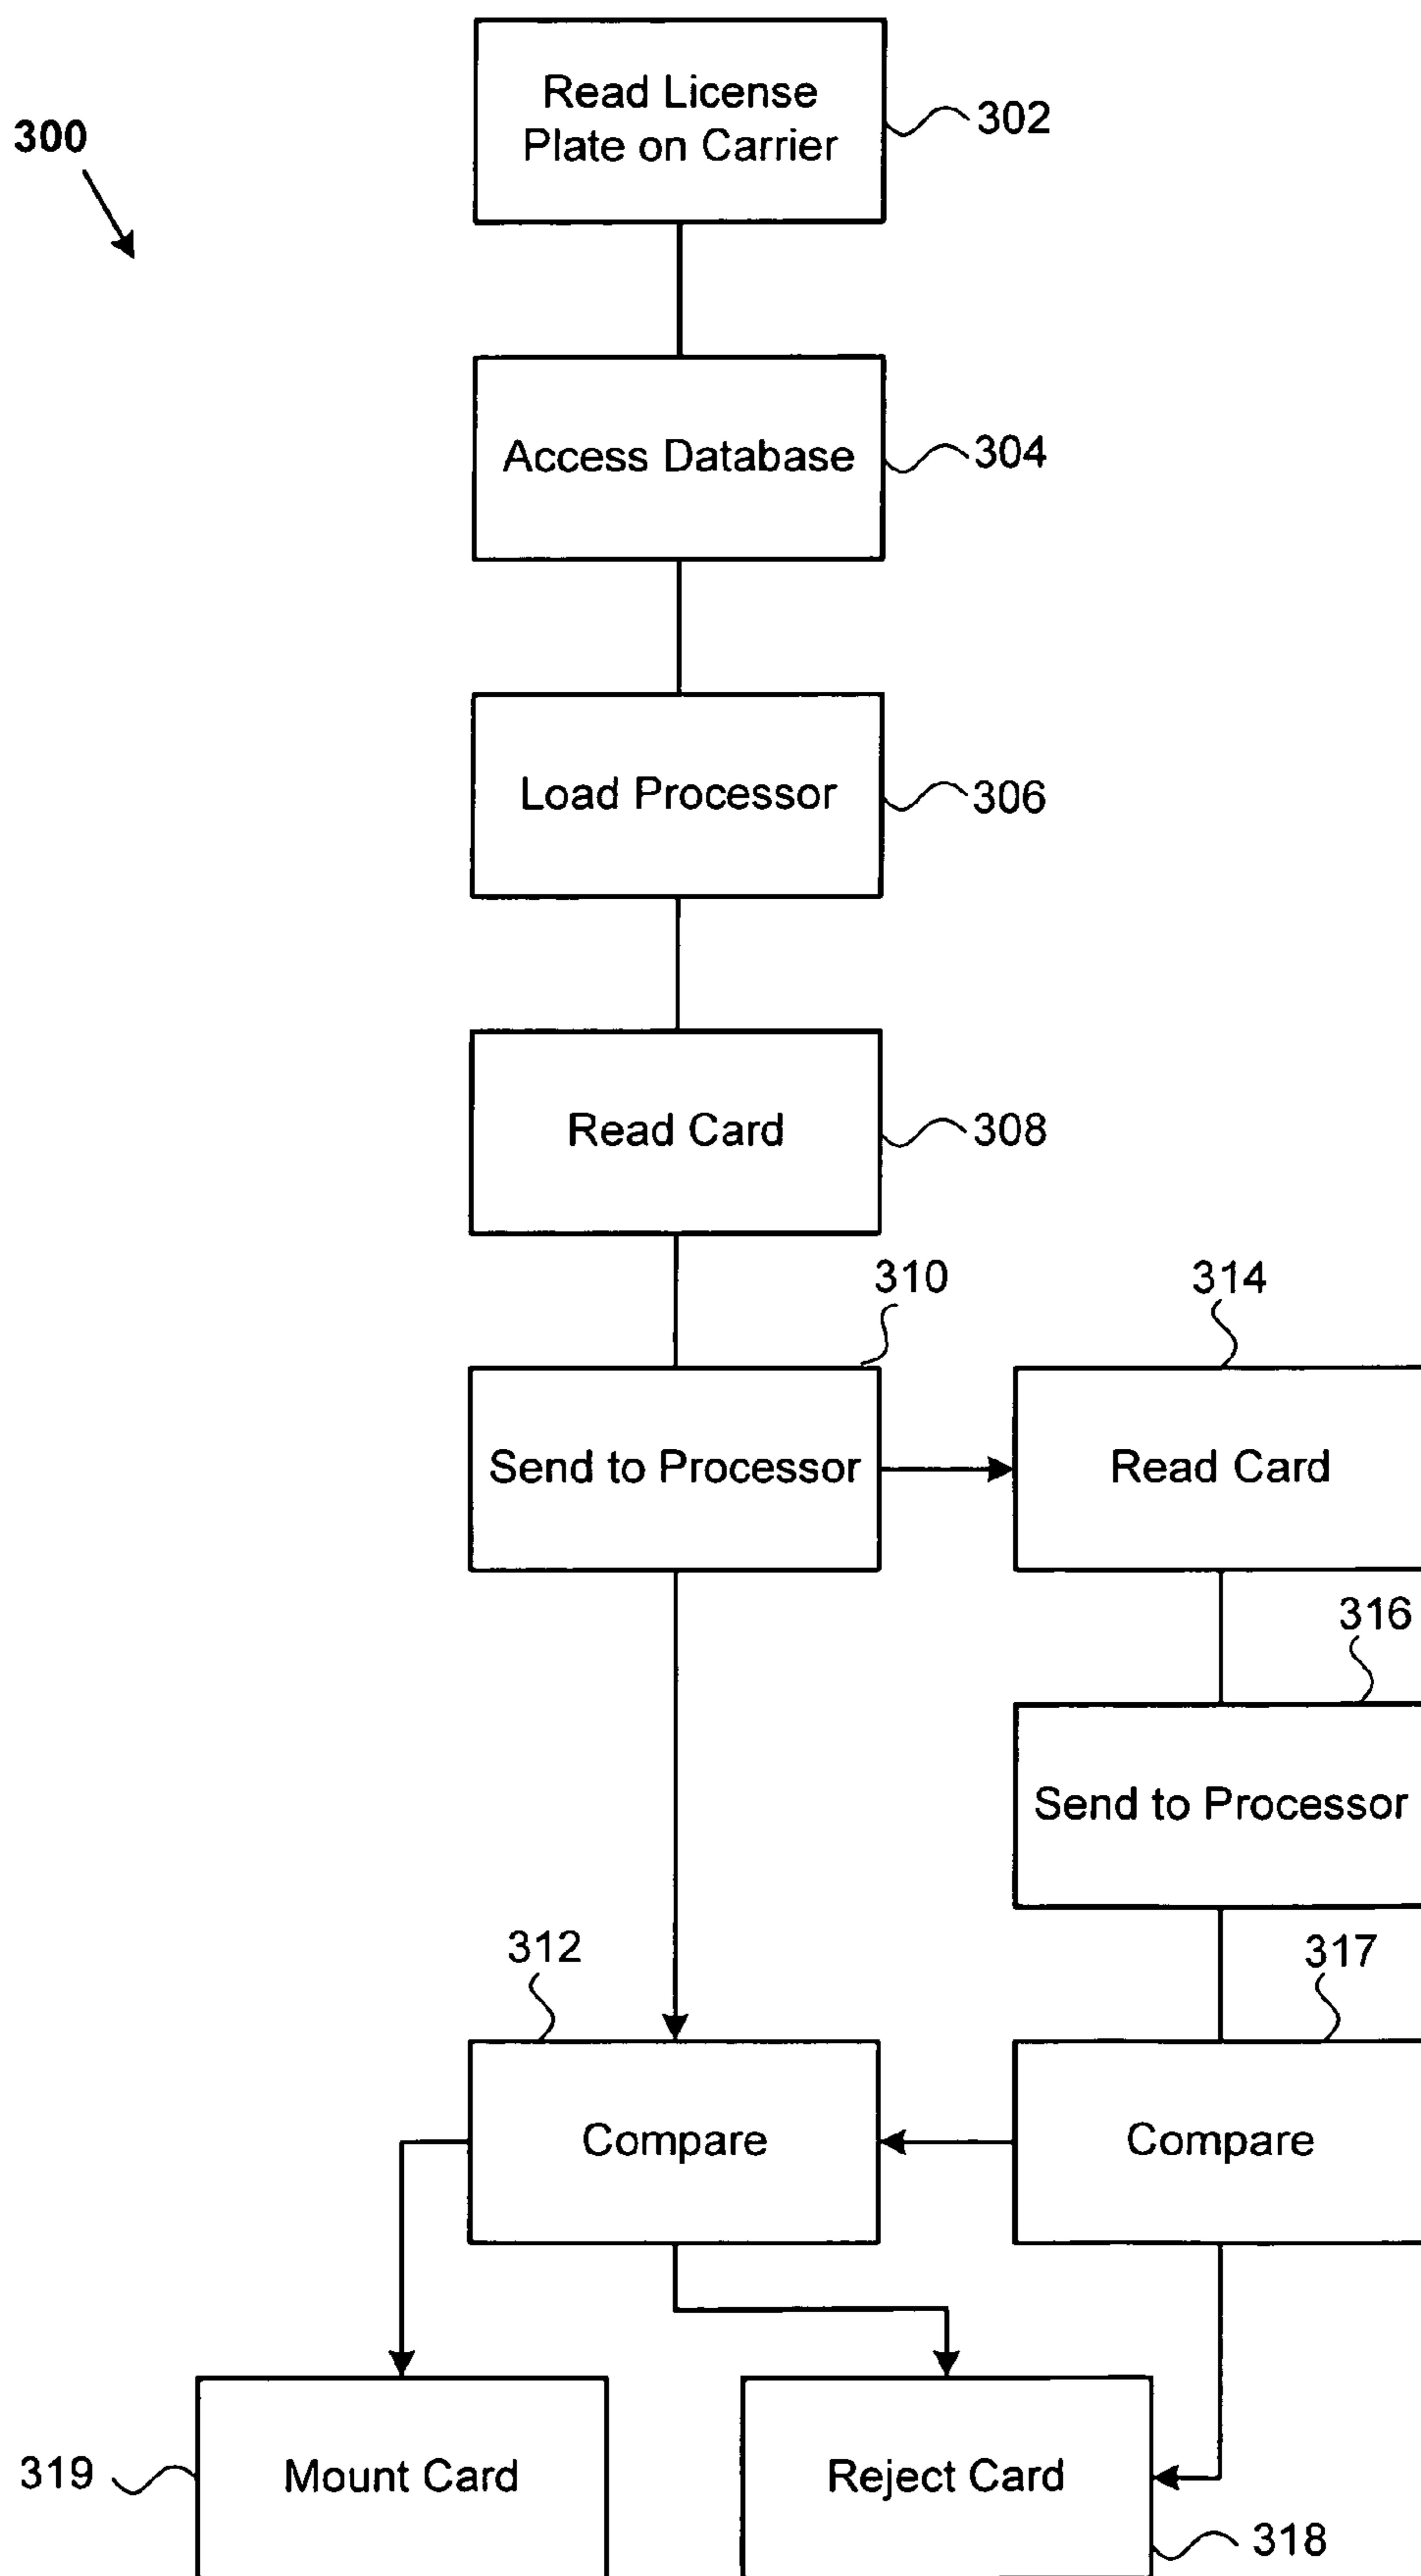 300
Read License
Plate on Carrier
302
Access Database
304
Load Processor
306
Read Card
308
310
314
Send to Processor
Read Card
316
Send to Processor
312
317
Compare
Compare
319
Mount Card
Reject Card
318